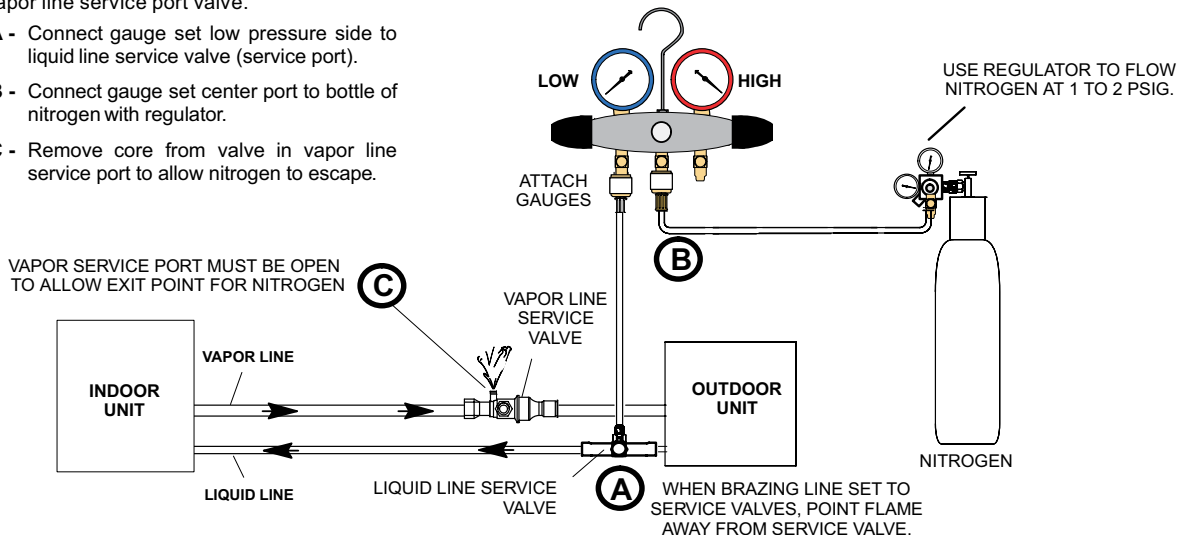 line service port valve.
- Connect gauge set low pressure side to
liquid line service valve (service port).
- Connect gauge set center port to bottle of
nitrogen with regulator.
- Remove core from valve in vapor line
service port to allow nitrogen to escape.
LOW
HIGH
USE REGULATOR TO FLOW
NITROGEN AT 1 TO 2 PSIG.
ATTACH
GAUGES
B
VAPOR SERVICE PORT MUST BE OPEN
TO ALLOW EXIT POINT FOR NITROGEN
C
VAPOR LINE
SERVICE
VALVE
VAPOR LINE
INDOOR
UNIT
OUTDOOR
UNIT
LIQUID LINE
LIQUID LINE SERVICE
VALVE
A
WHEN BRAZING LINE SET TO
SERVICE VALVES, POINT FLAME
AWAY FROM SERVICE VALVE.
NITROGEN